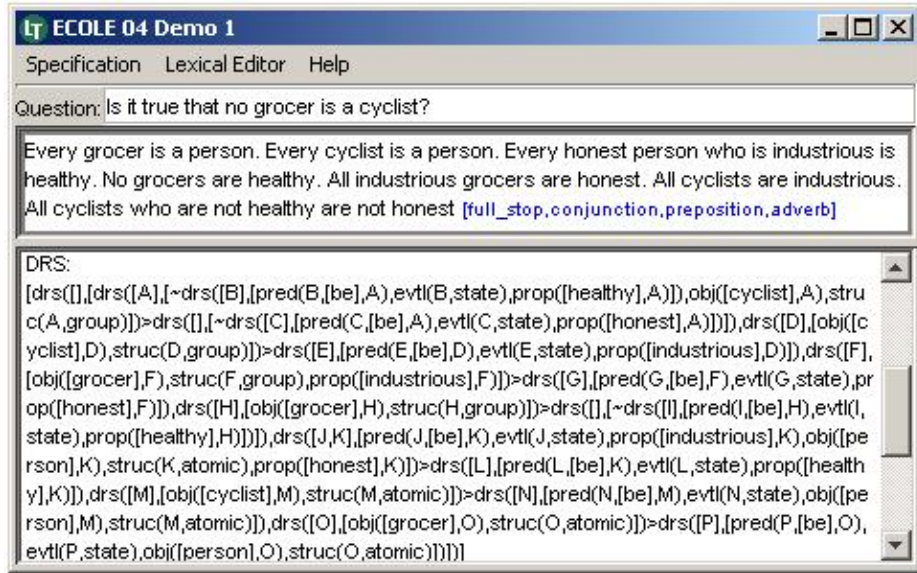 ECOLE 04 Demo 1
Specification Lexical Editor Help
Question: Is it true that no grocer is a cyclist?
Every grocer is a person. Every cyclist is a person. Every honest person who is industrious is
healthy. No grocers are healthy. All industrious grocers are honest. All cyclists are industrious.
All cyclists who are not healthy are not honest [full_stop,conjunction,preposition,adverb]
DRS:
[drs([],[drs([A],[~drs([B],[pred(B,[be],A),evtl(B,state),prop([healthy],A)]),obj([cyclist],A),stru
c(A,group)])>drs([],[~drs([C],[pred(C,[be],A),evtl(C,state),prop([honest],A)])]),drs([D],[obj([c
yclist],D),struc(D,group)])>drs([E],[pred(E,[be],D),evtl(E,state),prop([industrious],D)]),drs([F],
[obj([grocer],F),struc(F,group),prop([industrious],F)])>drs([G],[pred(G,[be],F),evtl(G,state),pr
op([honest],F)]),drs([H],[obj([grocer],H),struc(H,group)])>drs([],[~drs([I],[pred(I,[be],H),evtl(I,
state),prop([healthy],H)])]),drs([J,K],[pred(J,[be],K),evtl(J,state),prop([industrious],K),obj([pe
rson],K),struc(K,atomic),prop([honest],K)])>drs([L],[pred(L,[be],K),evtl(L,state),prop([health
y],K)]),drs([M],[obj([cyclist],M),struc(M,atomic)])>drs([N],[pred(N,[be],M),evtl(N,state),obj([pe
rson],M),struc(M,atomic)]),drs([O],[obj([grocer],O),struc(O,atomic)])>drs([P],[pred(P,[be],O),
evtl(P,state),obj([person],O),struc(O,atomic)])])]